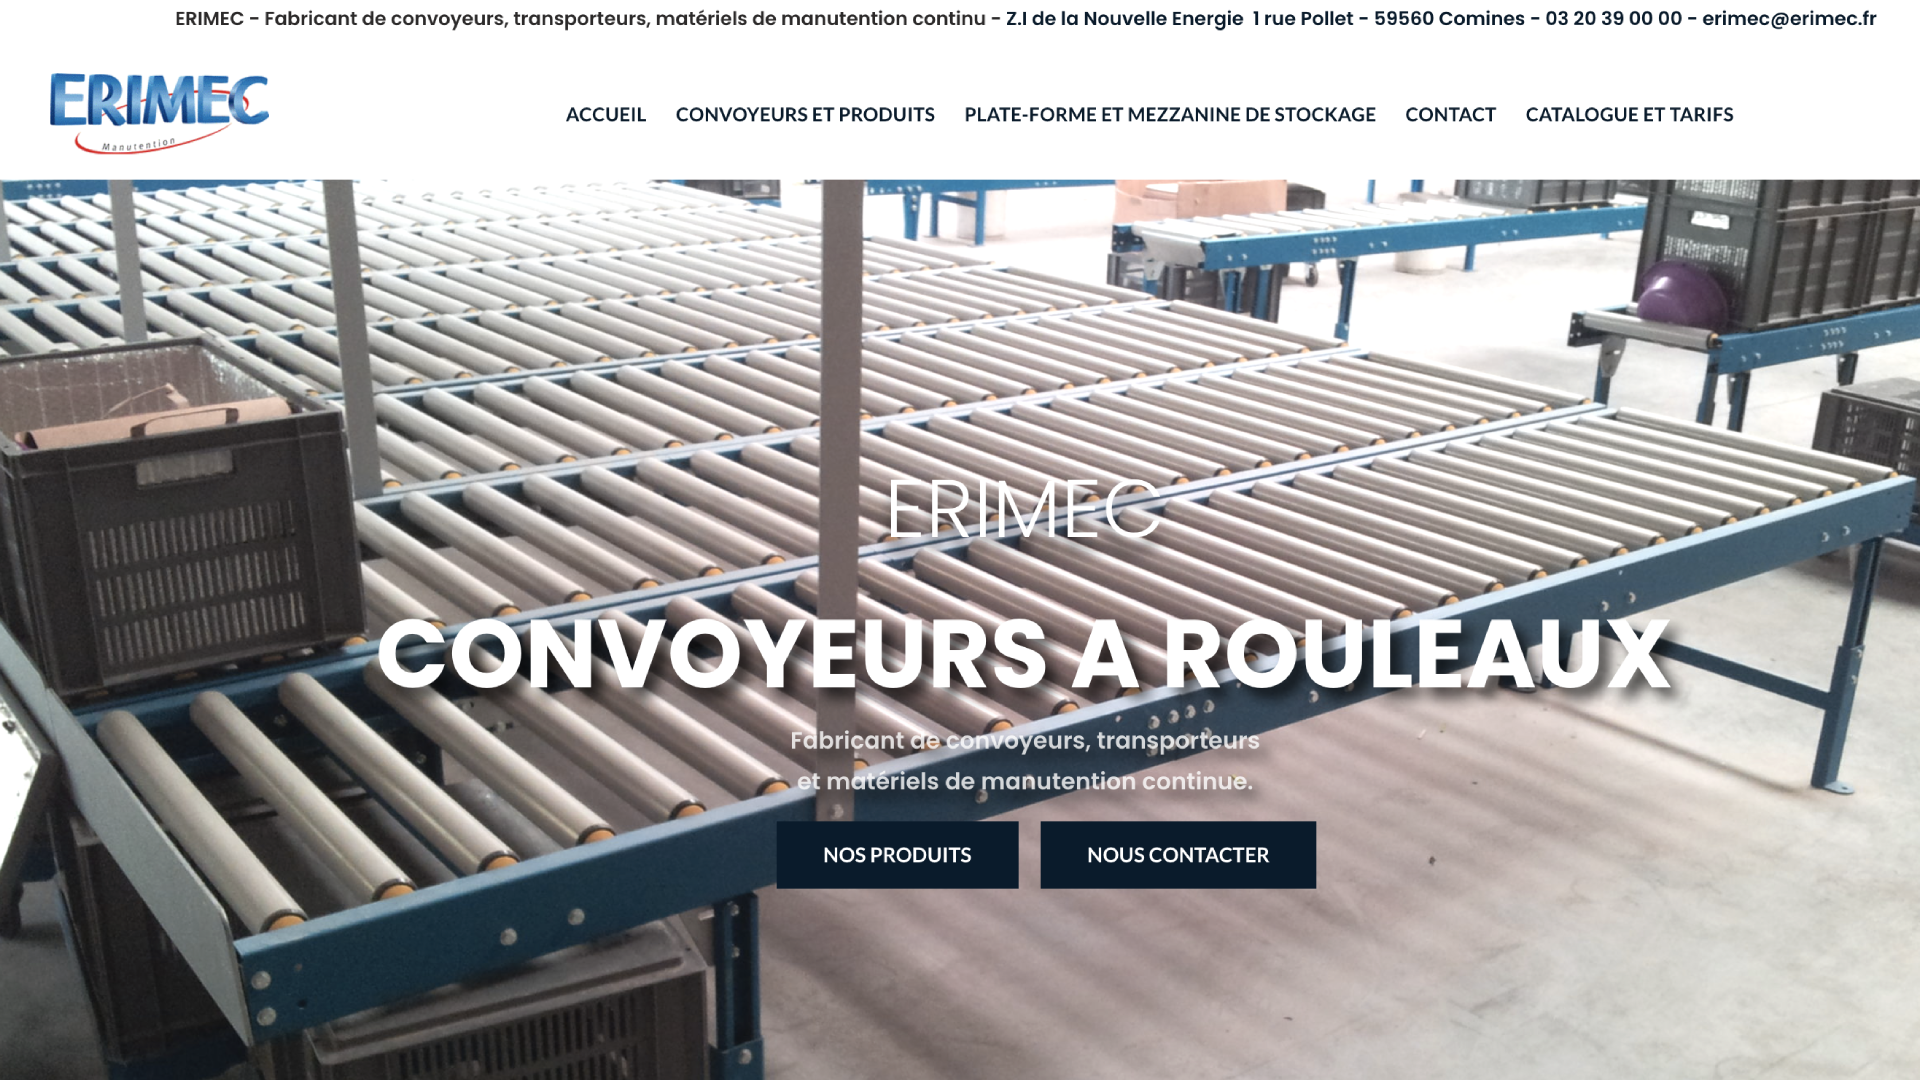 ERIMEC - Fabricant de convoyeurs, transporteurs, matériels de manutention continu - Z.I de la Nouvelle Energie 1 rue Pollet - 59560 Comines - 03 20 39 00 00 - erimec@erimec.fr
ERIMEC
Manutention
ACCUEIL CONVOYEURS ET PRODUITS PLATE-FORME ET MEZZANINE DE STOCKAGE CONTACT CATALOGUE ET TARIFS
ERIMEC
CONVOYEURS A ROULEAUX
Fabricant de convoyeurs, transporteurs
et matériels de manutention continue.
NOS PRODUITS NOUS CONTACTER